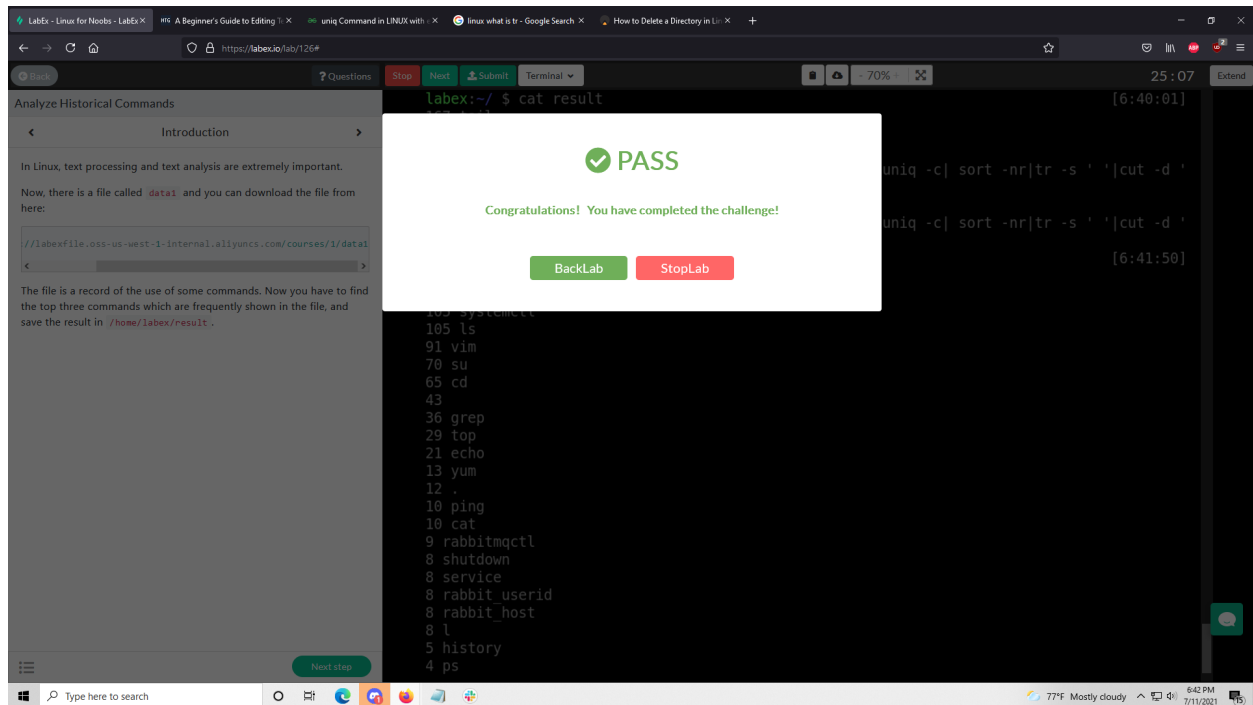 LabEx - Linux for Noobs - LabEx
HTG A Beginner's Guide to Editing Te
uniq Command in LINUX with e
linux what is tr - Google Search
How to Delete a Directory in Lin
https://labex.io/lab/126#
Back
? Questions
Stop
Next
Submit
Terminal
- 70% +
25:07
Extend
Analyze Historical Commands
Introduction
In Linux, text processing and text analysis are extremely important.
Now, there is a file called data1 and you can download the file from
here:
//labexfile.oss-us-west-1-internal.aliyuncs.com/courses/1/data1
The file is a record of the use of some commands. Now you have to find
the top three commands which are frequently shown in the file, and
save the result in /home/labex/result.
Next step
labex:~/ $ cat result [6:40:01]
uniq -c| sort -nr|tr -s ' '|cut -d '
uniq -c| sort -nr|tr -s ' '|cut -d '
[6:41:50]
PASS
Congratulations! You have completed the challenge!
BackLab
StopLab
105 systemctl
105 ls
91 vim
70 su
65 cd
43
36 grep
29 top
21 echo
13 yum
12 .
10 ping
10 cat
9 rabbitmqctl
8 shutdown
8 service
8 rabbit_userid
8 rabbit_host
8 l
5 history
4 ps
Type here to search
77°F Mostly cloudy
6:42 PM
7/11/2021